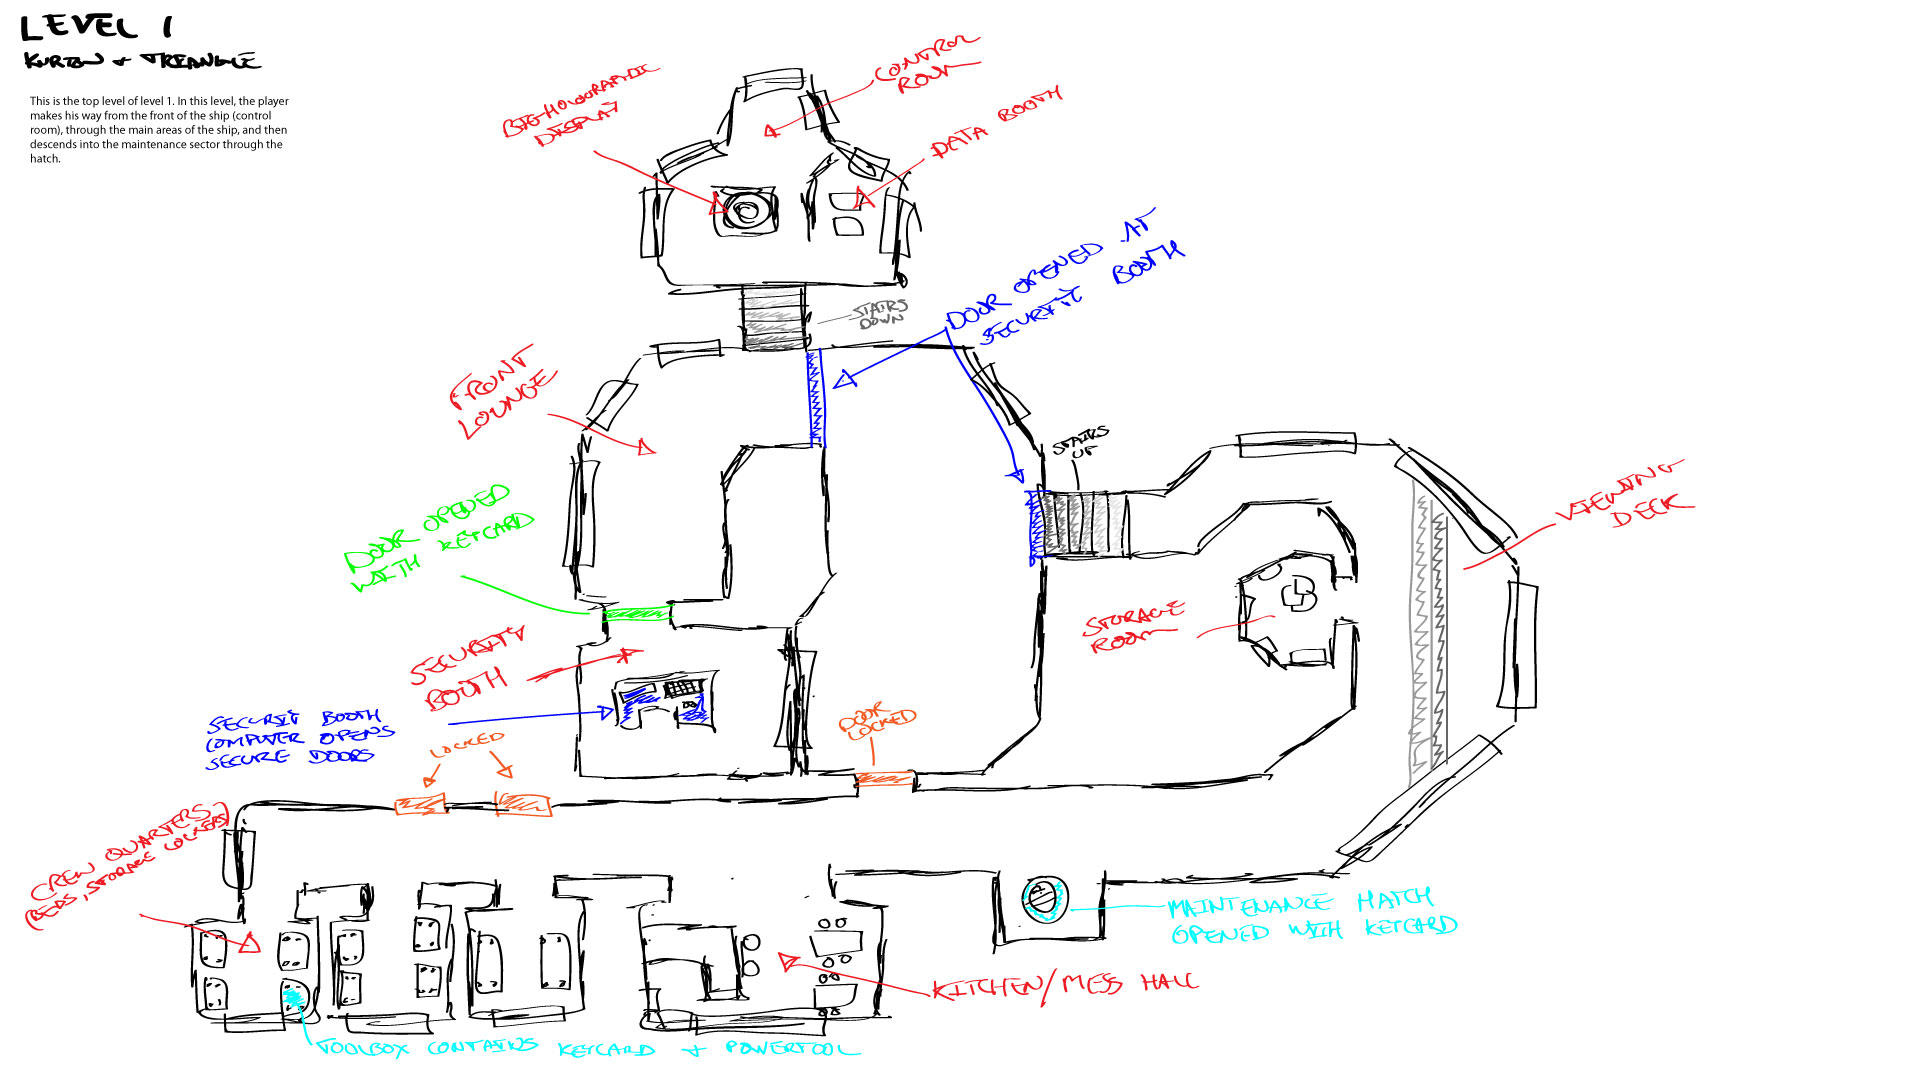 LEVEL 1
KURTON + TRIANGLE
This is the top level of level 1. In this level, the player
makes his way from the front of the ship (control
room), through the main areas of the ship, and then
descends into the maintenance sector through the
hatch.
BIG HOLOGRAPHIC
DISPLAY
CONTROL
ROOM
DATA BOOTH
STAIRS
DOWN
DOOR OPENED AT
SECURITY BOOTH
FRONT
LOUNGE
STAIRS
UP
VIEWING
DECK
DOOR OPENED
WITH KEYCARD
STORAGE
ROOM
SECURITY
BOOTH
SECURIT BOOTH
COMPUTER OPENS
SECURE DOORS
LOCKED
DOOR
LOCKED
CREW QUARTERS
(BEDS, STORAGE LOCKERS)
MAINTENANCE HATCH
OPENED WITH KEYCARD
KITCHEN/MESS HALL
TOOLBOX CONTAINS KEYCARD + POWERTOOL